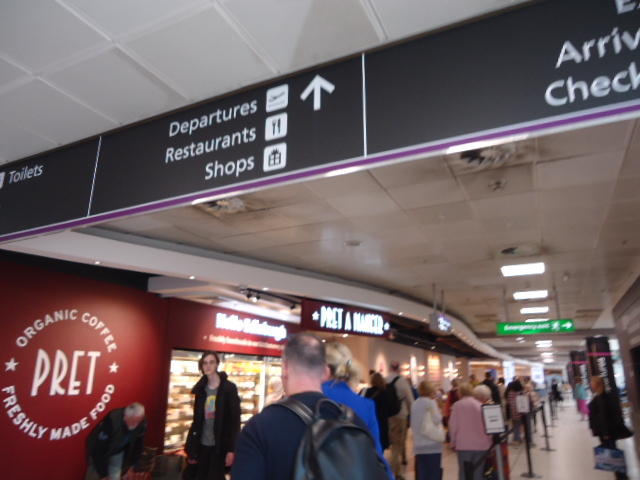 Toilets
Departures
Restaurants
Shops
Arriv
Check
ORGANIC COFFEE
PRET
FRESHLY MADE FOOD
PRET A MANGER
Emergency exit